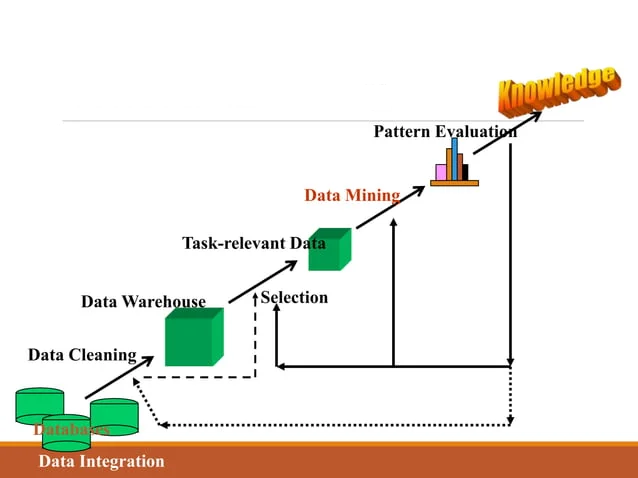 Knowledge
Pattern Evaluation
Data Mining
Task-relevant Data
Selection
Data Warehouse
Data Cleaning
Databases
Data Integration